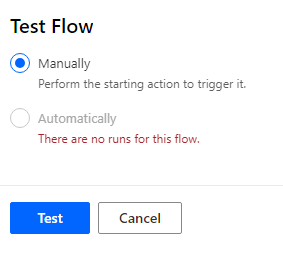 Test Flow
Manually
Perform the starting action to trigger it.
Automatically
There are no runs for this flow.
Test
Cancel